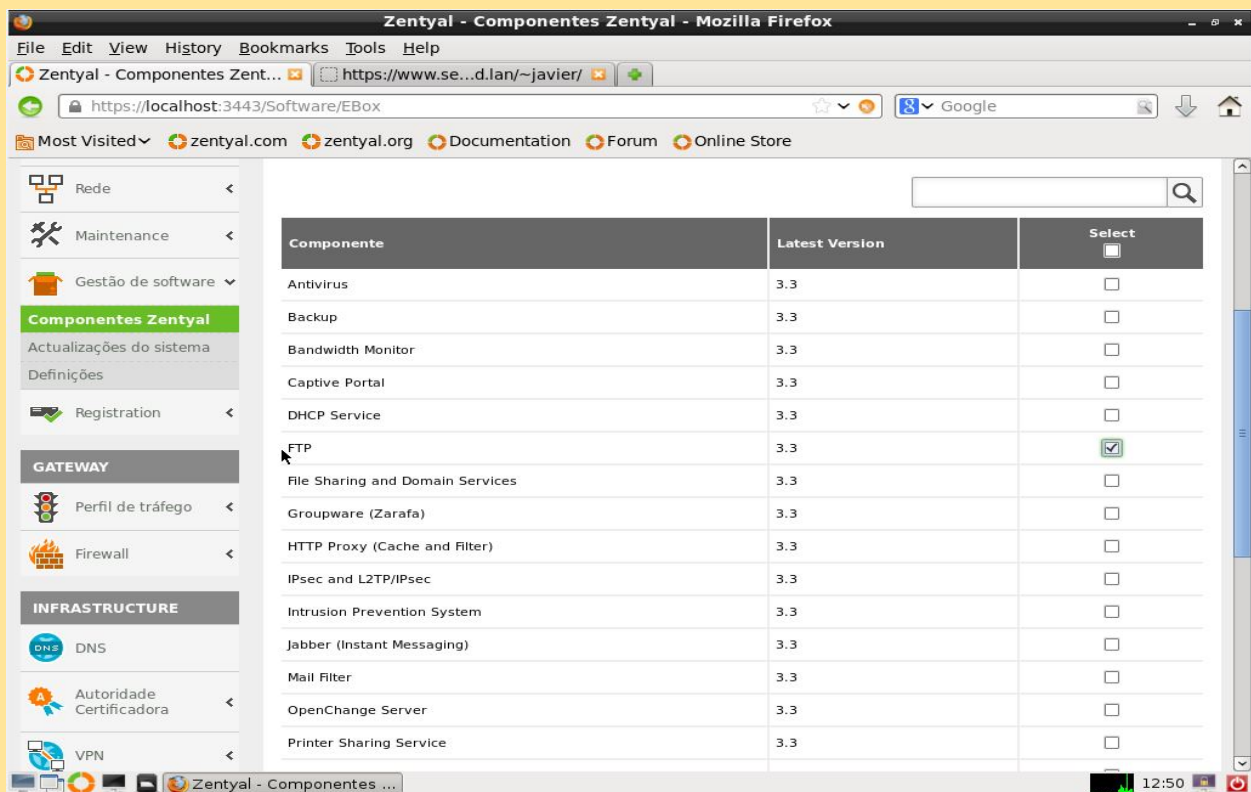 Zentyal - Componentes Zentyal - Mozilla Firefox
File Edit View History Bookmarks Tools Help
Zentyal - Componentes Zent... https://www.se...d.lan/~javier/
https://localhost:3443/Software/EBox Google
Most Visited zentyal.com zentyal.org Documentation Forum Online Store
Rede
Maintenance
Gestão de software
Componentes Zentyal
Actualizações do sistema
Definições
Registration
GATEWAY
Perfil de tráfego
Firewall
INFRASTRUCTURE
DNS DNS
Autoridade
Certificadora
VPN
Componente Latest Version Select
Antivirus 3.3
Backup 3.3
Bandwidth Monitor 3.3
Captive Portal 3.3
DHCP Service 3.3
FTP 3.3
File Sharing and Domain Services 3.3
Groupware (Zarafa) 3.3
HTTP Proxy (Cache and Filter) 3.3
IPsec and L2TP/IPsec 3.3
Intrusion Prevention System 3.3
Jabber (Instant Messaging) 3.3
Mail Filter 3.3
OpenChange Server 3.3
Printer Sharing Service 3.3
Zentyal - Componentes ... 12:50